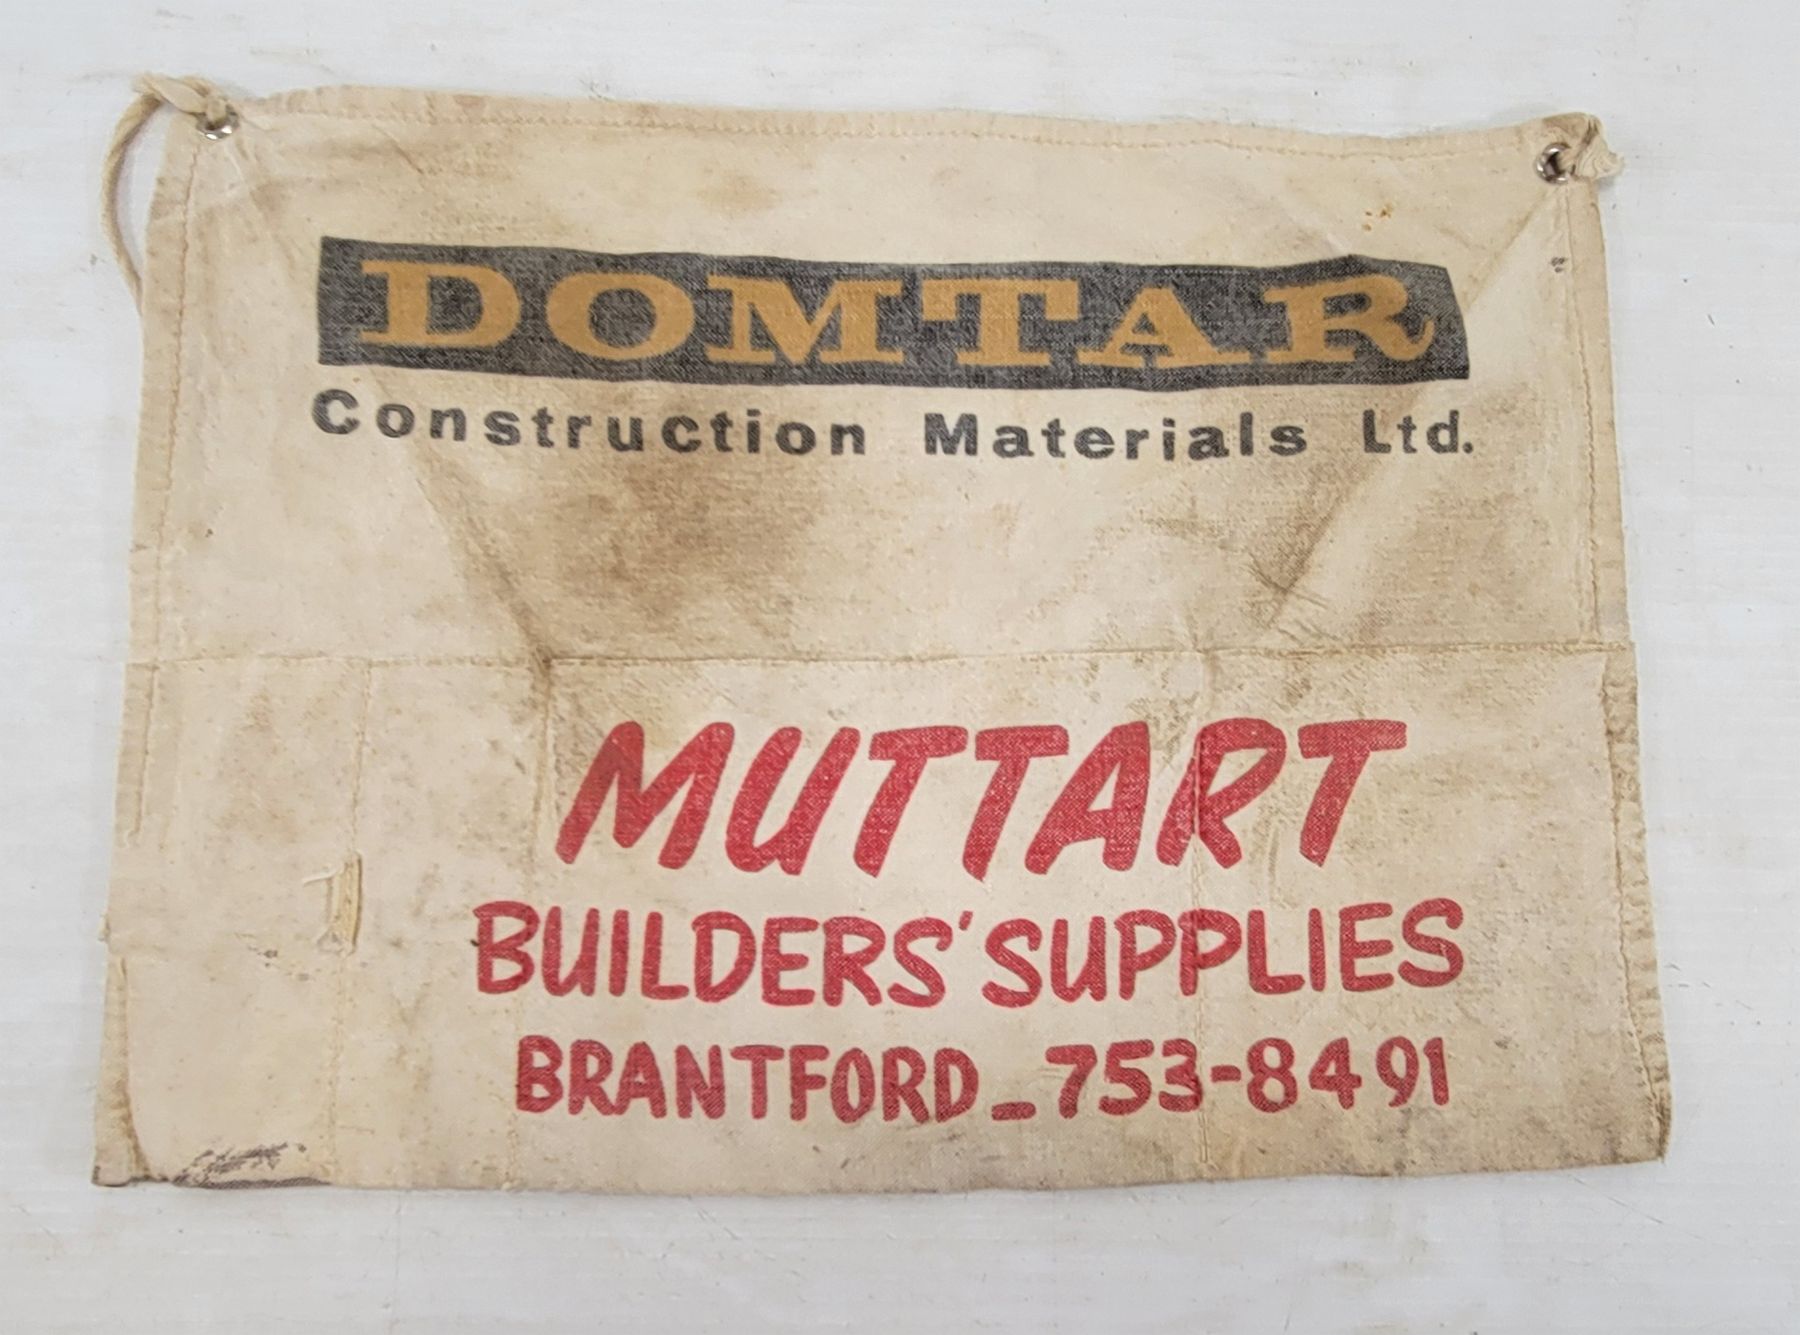 DOMTAR
Construction Materials Ltd.
MUTTART
BUILDERS' SUPPLIES
BRANTFORD_753-8491